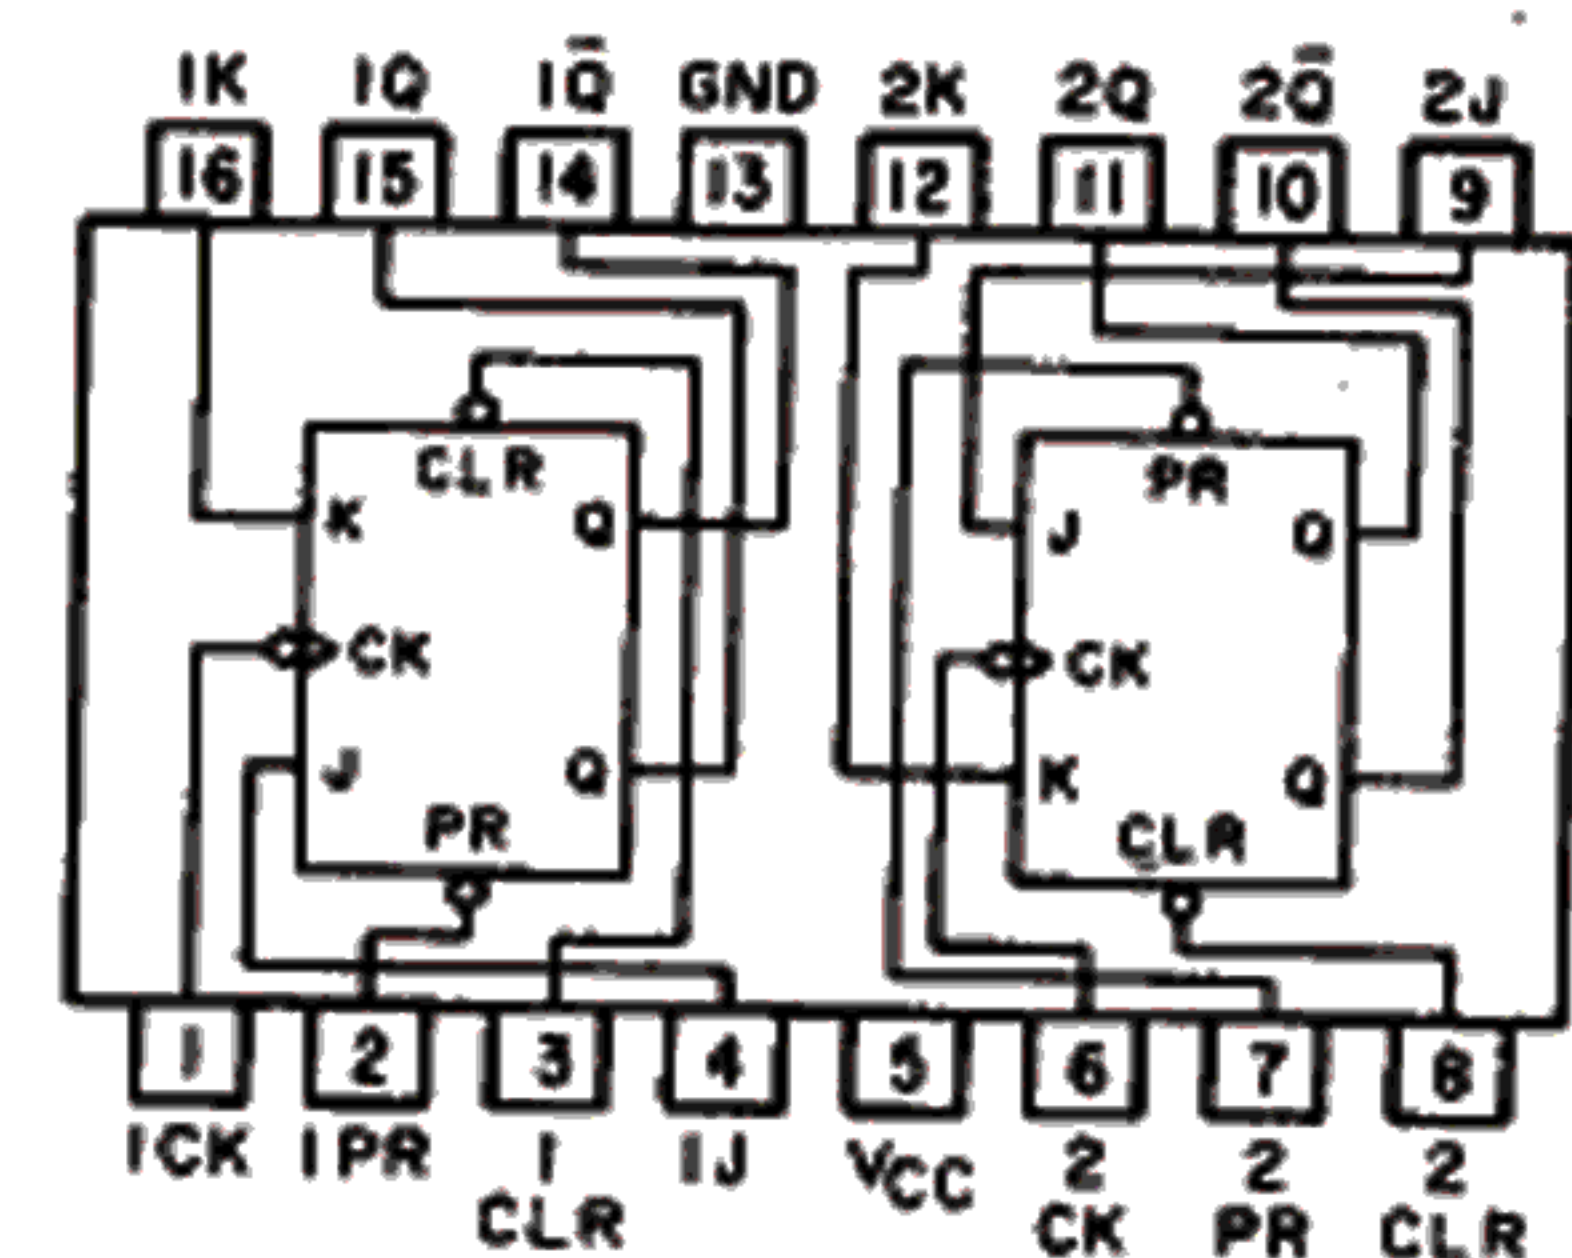 1K 1Q 1Q̅ GND 2K 2Q 2Q̅ 2J
16 15 14 13 12 11 10 9
CLR PR
K Q J Q
CK CK
J Q K Q
PR CLR
1 2 3 4 5 6 7 8
1CK 1PR 1 1J VCC 2 2 2
CLR CK PR CLR